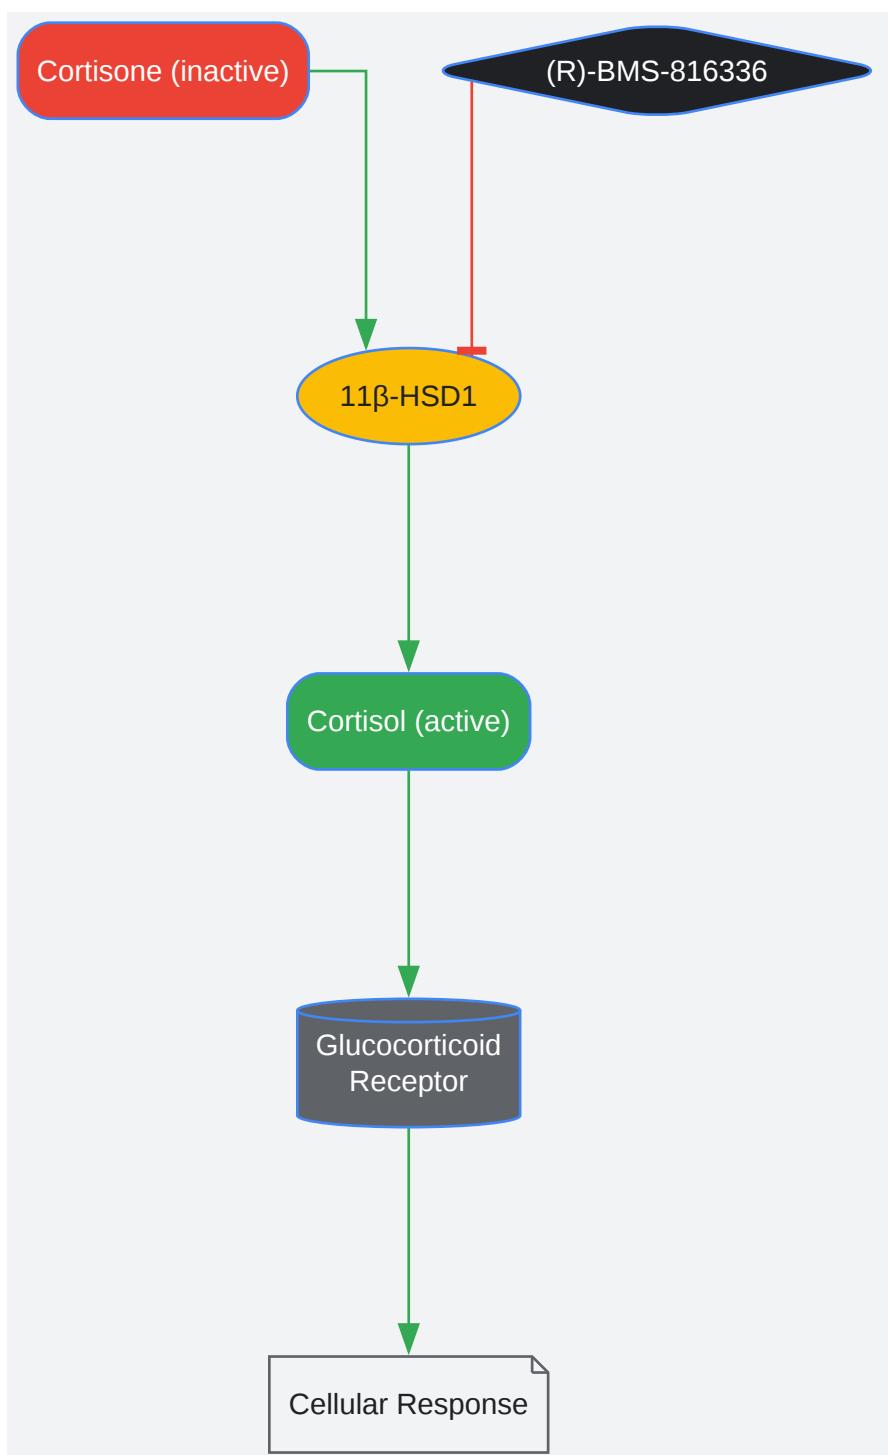 Cortisone (inactive)
(R)-BMS-816336
11β-HSD1
Cortisol (active)
Glucocorticoid
Receptor
Cellular Response